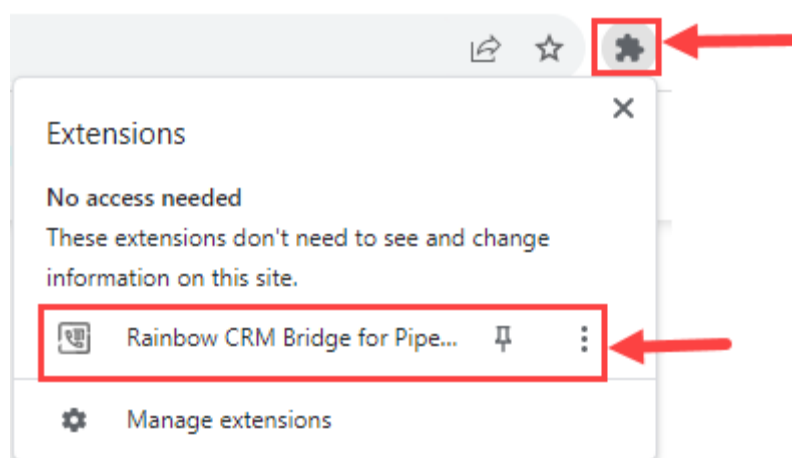 Extensions
No access needed
These extensions don't need to see and change
information on this site.
Rainbow CRM Bridge for Pipe...
Manage extensions